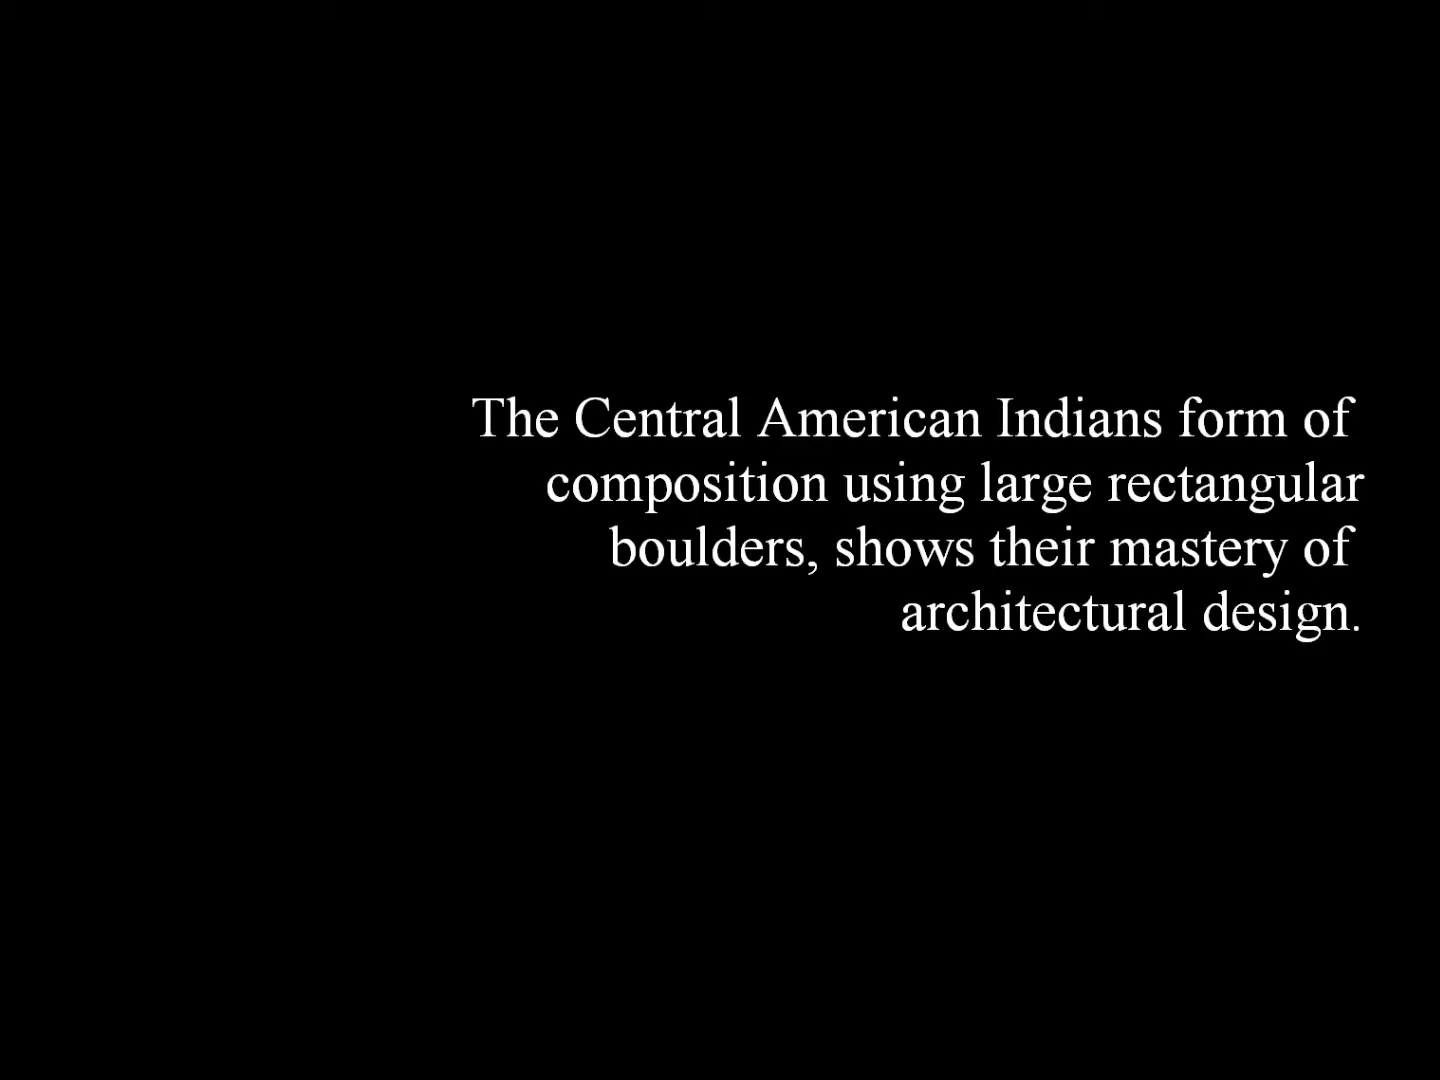 The Central American Indians form of
composition using large rectangular
boulders, shows their mastery of
architectural design.